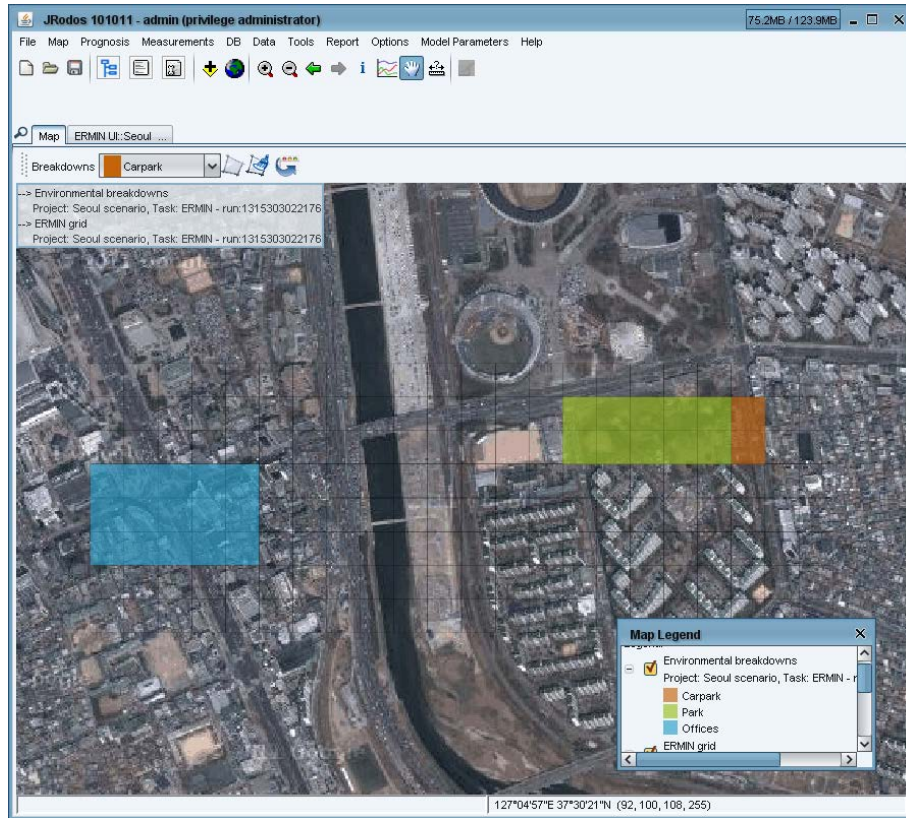 JRodos 101011 - admin (privilege administrator)
75.2MB / 123.9MB
File Map Prognosis Measurements DB Data Tools Report Options Model Parameters Help
Map
ERMIN UI::Seoul ...
Breakdowns Carpark
--> Environmental breakdowns
Project: Seoul scenario, Task: ERMIN - run:1315303022176
--> ERMIN grid
Project: Seoul scenario, Task: ERMIN - run:1315303022176
Map Legend
Environmental breakdowns
Project: Seoul scenario, Task: ERMIN - r
Carpark
Park
Offices
ERMIN grid
127°04'57"E 37°30'21"N (92, 100, 108, 255)